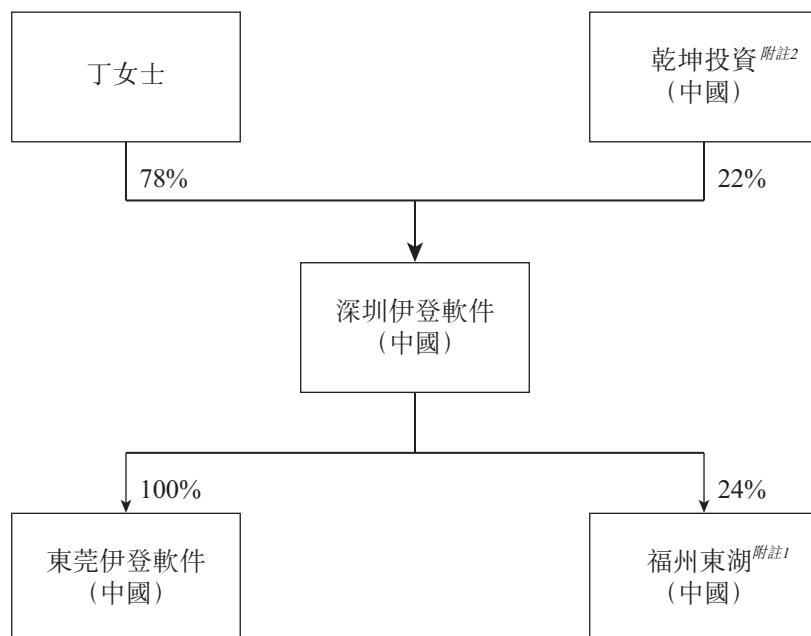 丁女士
乾坤投資附註2
（中國）
78%
22%
深圳伊登軟件
（中國）
100%
24%
東莞伊登軟件
（中國）
福州東湖附註1
（中國）